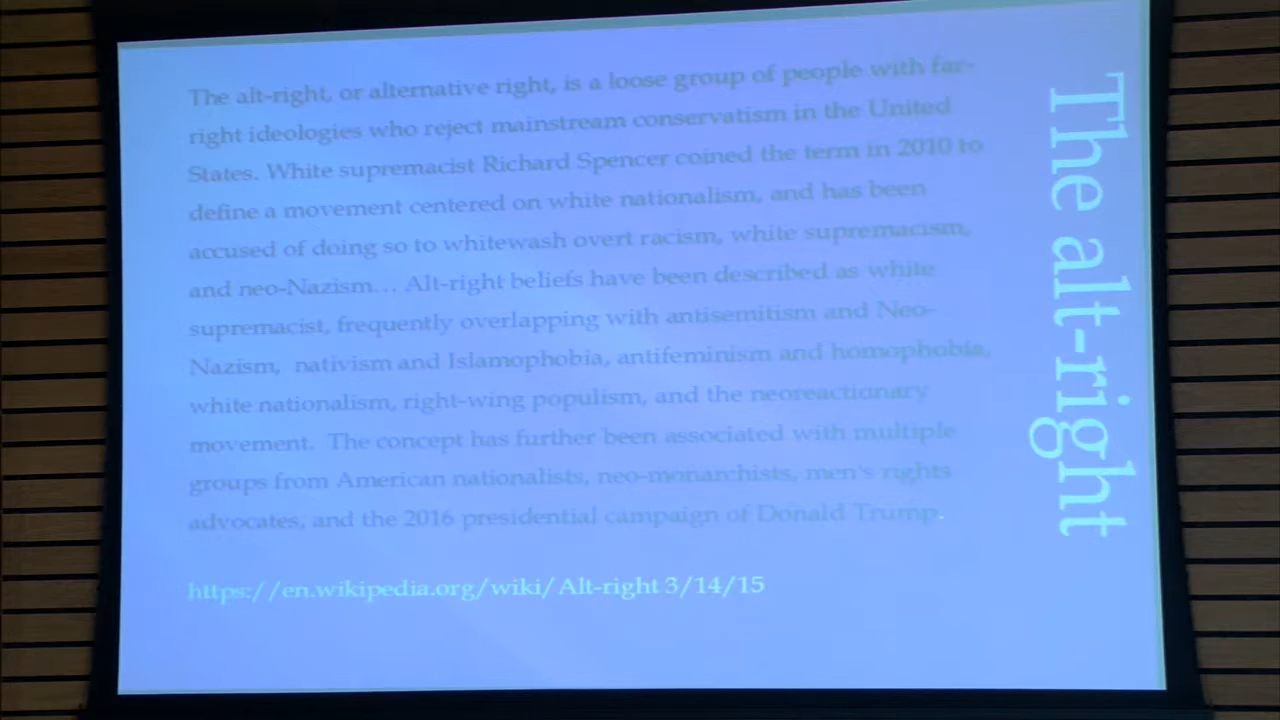 The alt-right
The alt-right, or alternative right, is a loose group of people with far-
right ideologies who reject mainstream conservatism in the United
States. White supremacist Richard Spencer coined the term in 2010 to
define a movement centered on white nationalism, and has been
accused of doing so to whitewash overt racism, white supremacism,
and neo-Nazism… Alt-right beliefs have been described as white
supremacist, frequently overlapping with antisemitism and Neo-
Nazism, nativism and Islamophobia, antifeminism and homophobia,
white nationalism, right-wing populism, and the neoreactionary
movement. The concept has further been associated with multiple
groups from American nationalists, neo-monarchists, men's rights
advocates, and the 2016 presidential campaign of Donald Trump.
https://en.wikipedia.org/wiki/Alt-right 3/14/15